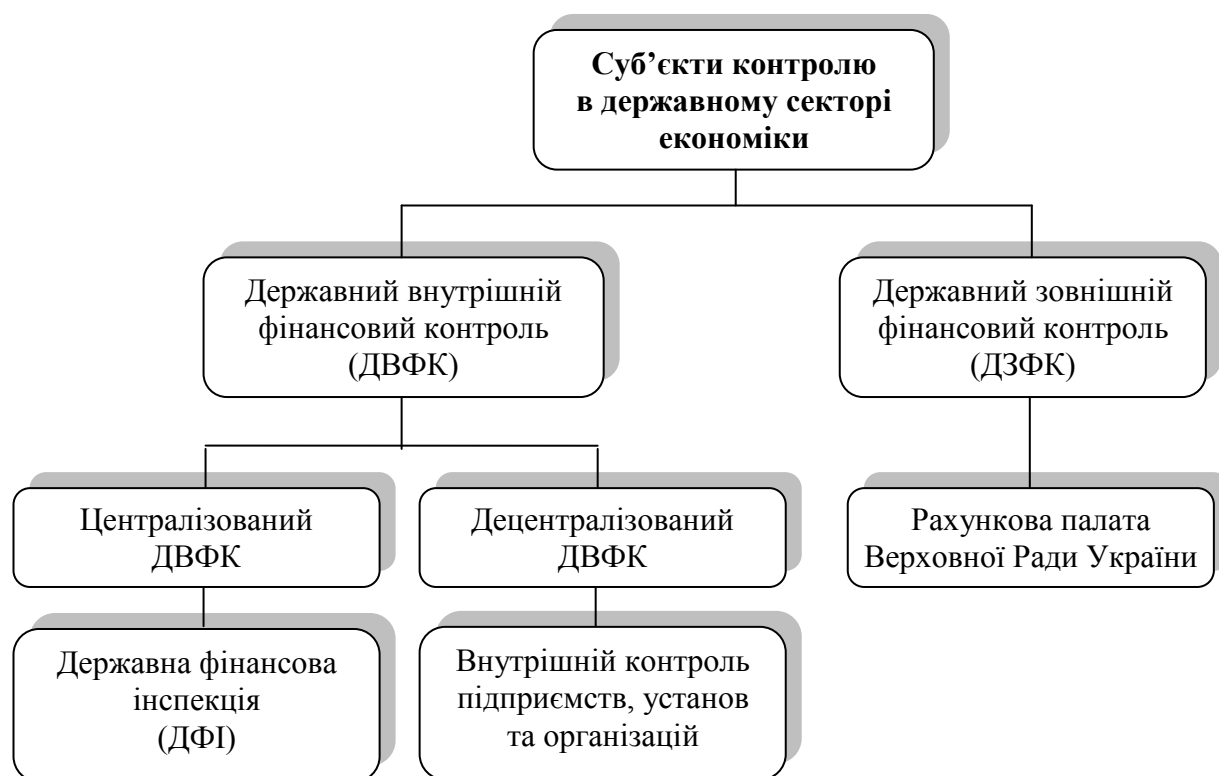 Суб’єкти контролю
в державному секторі
економіки
Державний внутрішній
фінансовий контроль
(ДВФК)
Державний зовнішній
фінансовий контроль
(ДЗФК)
Централізований
ДВФК
Децентралізований
ДВФК
Рахункова палата
Верховної Ради України
Державна фінансова
інспекція
(ДФІ)
Внутрішній контроль
підприємств, установ
та організацій